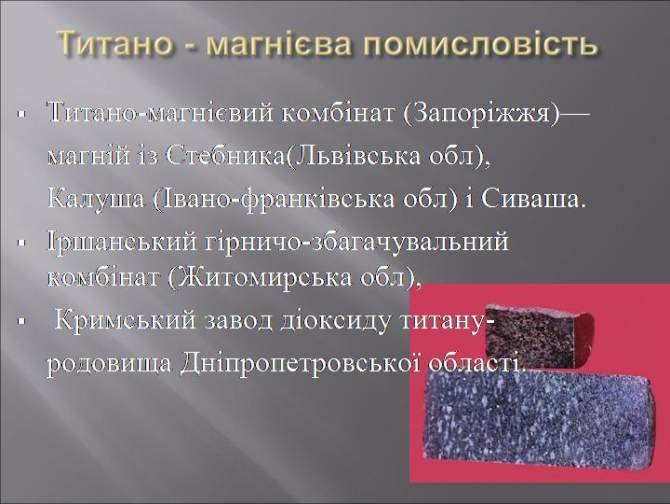 Титано - магнієва помисловість
Титано-магнієвий комбінат (Запоріжжя)—
магній із Стебника(Львівська обл),
Калуша (Івано-франківська обл) і Сиваша.
Іршанський гірничо-збагачувальний
комбінат (Житомирська обл),
Кримський завод діоксиду титану-
родовища Дніпропетровської області.